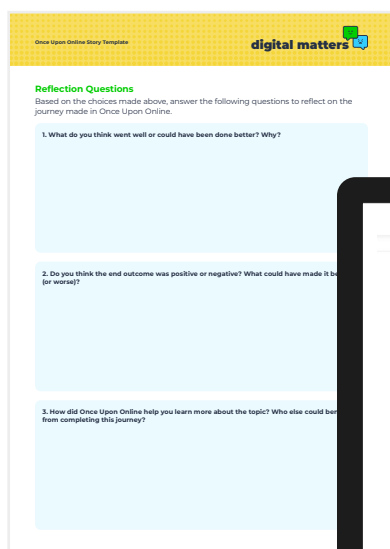 Once Upon Online Story Template
digital matters
Reflection Questions
Based on the choices made above, answer the following questions to reflect on the
journey made in Once Upon Online.
1. What do you think went well or could have been done better? Why?
2. Do you think the end outcome was positive or negative? What could have made it
(or worse)?
3. How did Once Upon Online help you learn more about the topic? Who else could
from completing this journey?